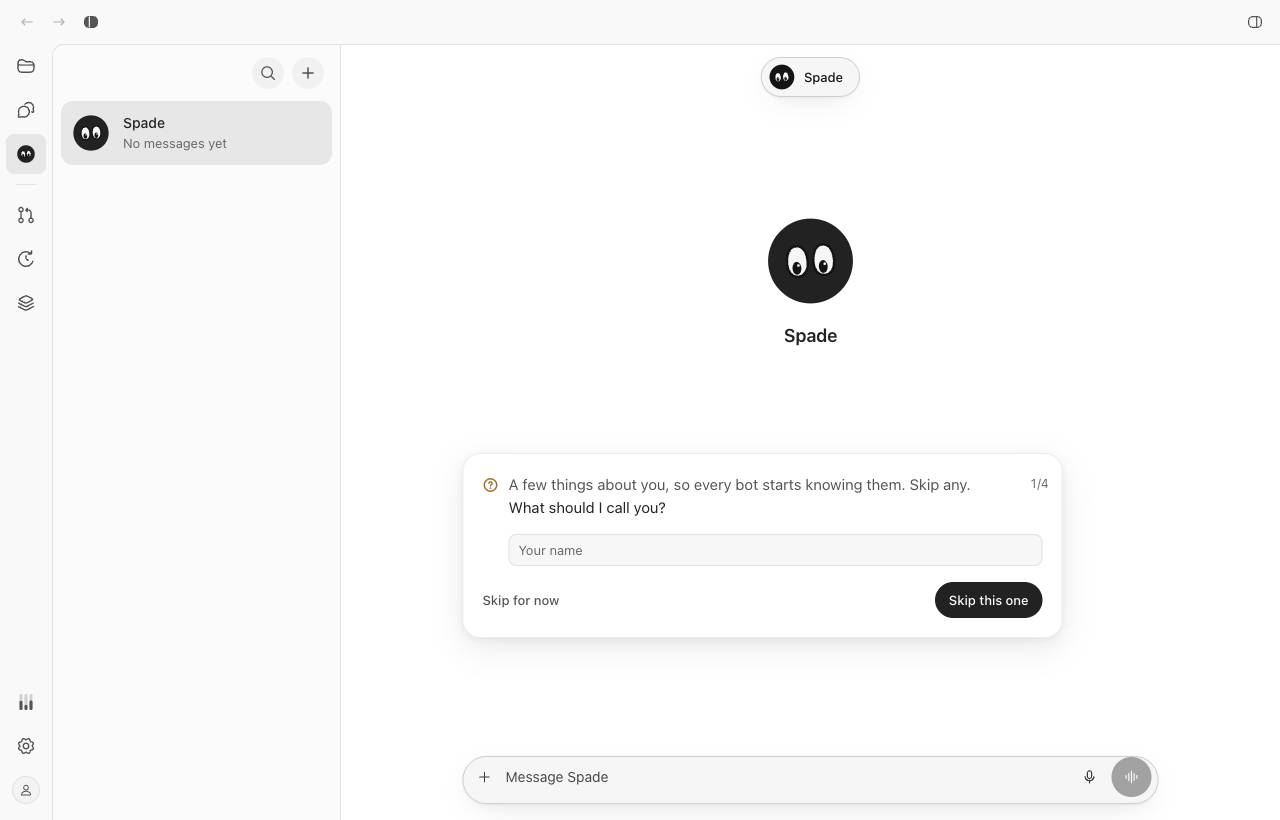 Spade
No messages yet
Spade
Spade
A few things about you, so every bot starts knowing them. Skip any.
1/4
What should I call you?
Your name
Skip for now
Skip this one
Message Spade